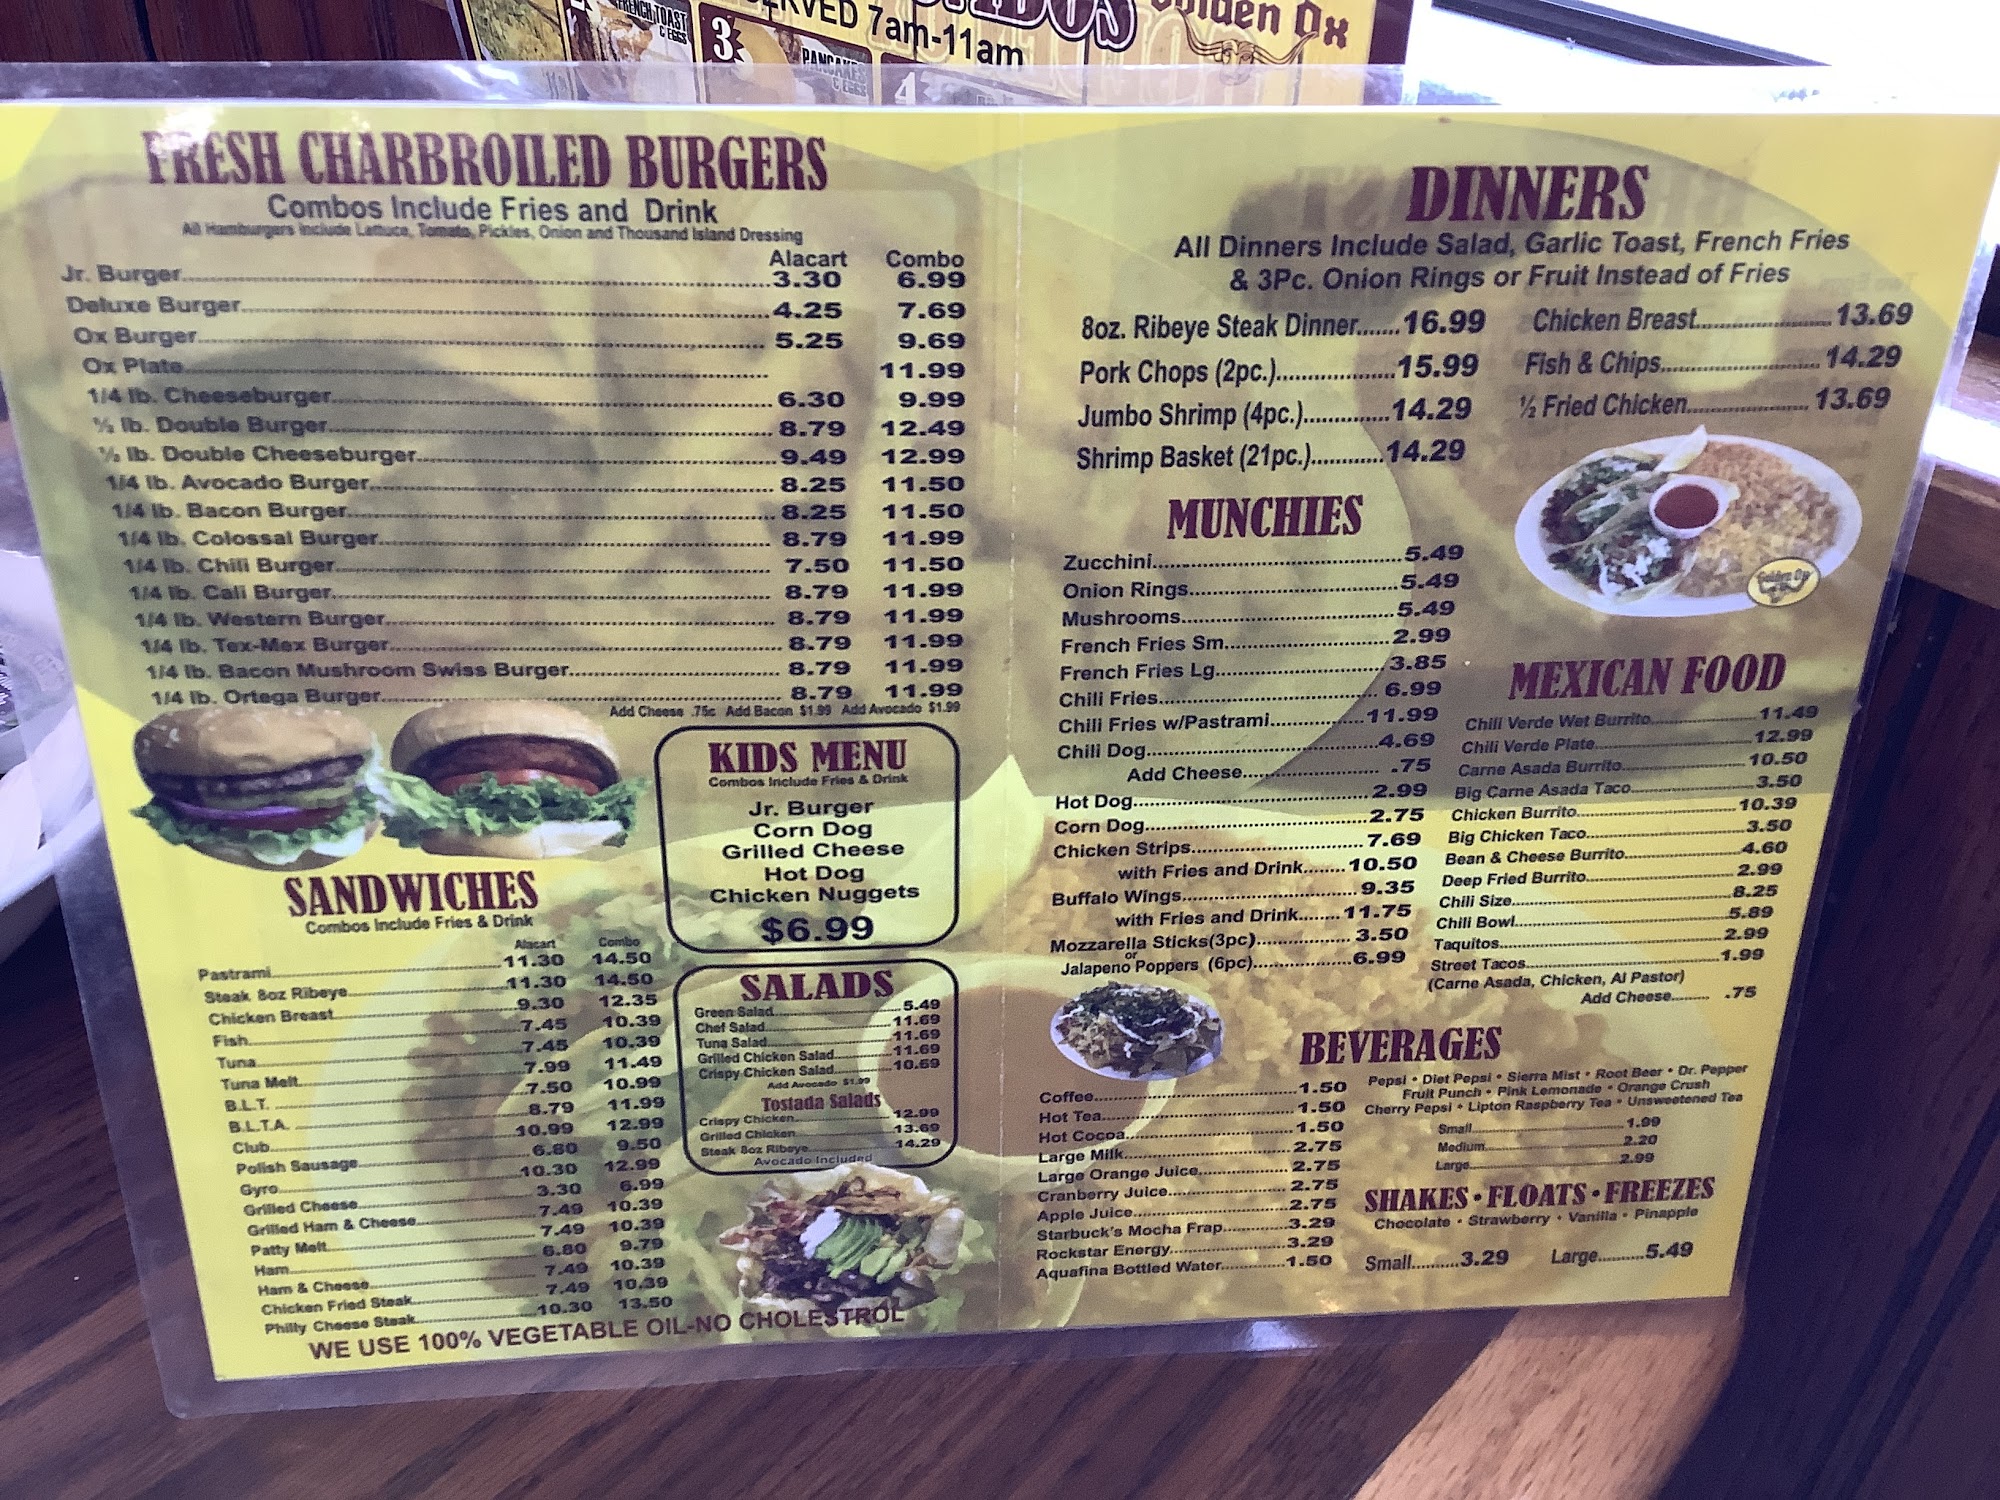 FRENCH TOAST
& EGGS
3
PANCAKES
& EGGS
4
SERVED 7am-11am
Golden Ox
FRESH CHARBROILED BURGERS
Combos Include Fries and Drink
All Hamburgers Include Lettuce, Tomato, Pickles, Onion and Thousand Island Dressing
Alacart Combo
Jr. Burger 3.30 6.99
Deluxe Burger 4.25 7.69
Ox Burger 5.25 9.69
Ox Plate 11.99
1/4 lb. Cheeseburger 6.30 9.99
½ lb. Double Burger 8.79 12.49
½ lb. Double Cheeseburger 9.49 12.99
1/4 lb. Avocado Burger 8.25 11.50
1/4 lb. Bacon Burger 8.25 11.50
1/4 lb. Colossal Burger 8.79 11.99
1/4 lb. Chili Burger 7.50 11.50
1/4 lb. Cali Burger 8.79 11.99
1/4 lb. Western Burger 8.79 11.99
1/4 lb. Tex-Mex Burger 8.79 11.99
1/4 lb. Bacon Mushroom Swiss Burger 8.79 11.99
1/4 lb. Ortega Burger 8.79 11.99
Add Cheese .75c Add Bacon $1.99 Add Avocado $1.99
KIDS MENU
Combos Include Fries & Drink
Jr. Burger
Corn Dog
Grilled Cheese
Hot Dog
Chicken Nuggets
$6.99
SANDWICHES
Combos Include Fries & Drink
Alacart Combo
Pastrami 11.30 14.50
Steak 8oz Ribeye 11.30 14.50
Chicken Breast 9.30 12.35
Fish 7.45 10.39
Tuna 7.45 10.39
Tuna Melt 7.99 11.49
B.L.T. 7.50 10.99
B.L.T.A. 8.79 11.99
Club 10.99 12.99
Polish Sausage 6.80 9.50
Gyro 10.30 12.99
Grilled Cheese 3.30 6.99
Grilled Ham & Cheese 7.49 10.39
Patty Melt 7.49 10.39
Ham 6.80 9.79
Ham & Cheese 7.49 10.39
Chicken Fried Steak 7.49 10.39
Philly Cheese Steak 10.30 13.50
WE USE 100% VEGETABLE OIL-NO CHOLESTROL
SALADS
Green Salad 5.49
Chef Salad 11.69
Tuna Salad 11.69
Grilled Chicken Salad 11.69
Crispy Chicken Salad 10.69
Add Avocado $1.99
Tostada Salads
Crispy Chicken 12.99
Grilled Chicken 13.69
Steak 8oz Ribeye 14.29
Avocado Included
DINNERS
All Dinners Include Salad, Garlic Toast, French Fries
& 3Pc. Onion Rings or Fruit Instead of Fries
8oz. Ribeye Steak Dinner 16.99
Pork Chops (2pc.) 15.99
Jumbo Shrimp (4pc.) 14.29
Shrimp Basket (21pc.) 14.29
Chicken Breast 13.69
Fish & Chips 14.29
½ Fried Chicken 13.69
MUNCHIES
Zucchini 5.49
Onion Rings 5.49
Mushrooms 5.49
French Fries Sm 2.99
French Fries Lg 3.85
Chili Fries 6.99
Chili Fries w/Pastrami 11.99
Chili Dog 4.69
Add Cheese .75
Hot Dog 2.99
Corn Dog 2.75
Chicken Strips 7.69
with Fries and Drink 10.50
Buffalo Wings 9.35
with Fries and Drink 11.75
Mozzarella Sticks(3pc) 3.50
or
Jalapeno Poppers (6pc) 6.99
MEXICAN FOOD
Chili Verde Wet Burrito 11.49
Chili Verde Plate 12.99
Carne Asada Burrito 10.50
Big Carne Asada Taco 3.50
Chicken Burrito 10.39
Big Chicken Taco 3.50
Bean & Cheese Burrito 4.60
Deep Fried Burrito 2.99
Chili Size 8.25
Chili Bowl 5.89
Taquitos 2.99
Street Tacos 1.99
(Carne Asada, Chicken, Al Pastor)
Add Cheese .75
BEVERAGES
Coffee 1.50
Hot Tea 1.50
Hot Cocoa 1.50
Large Milk 2.75
Large Orange Juice 2.75
Cranberry Juice 2.75
Apple Juice 2.75
Starbuck's Mocha Frap 3.29
Rockstar Energy 3.29
Aquafina Bottled Water 1.50
Pepsi • Diet Pepsi • Sierra Mist • Root Beer • Dr. Pepper
Fruit Punch • Pink Lemonade • Orange Crush
Cherry Pepsi • Lipton Raspberry Tea • Unsweetened Tea
Small 1.99
Medium 2.20
Large 2.99
SHAKES • FLOATS • FREEZES
Chocolate • Strawberry • Vanilla • Pinapple
Small 3.29 Large 5.49